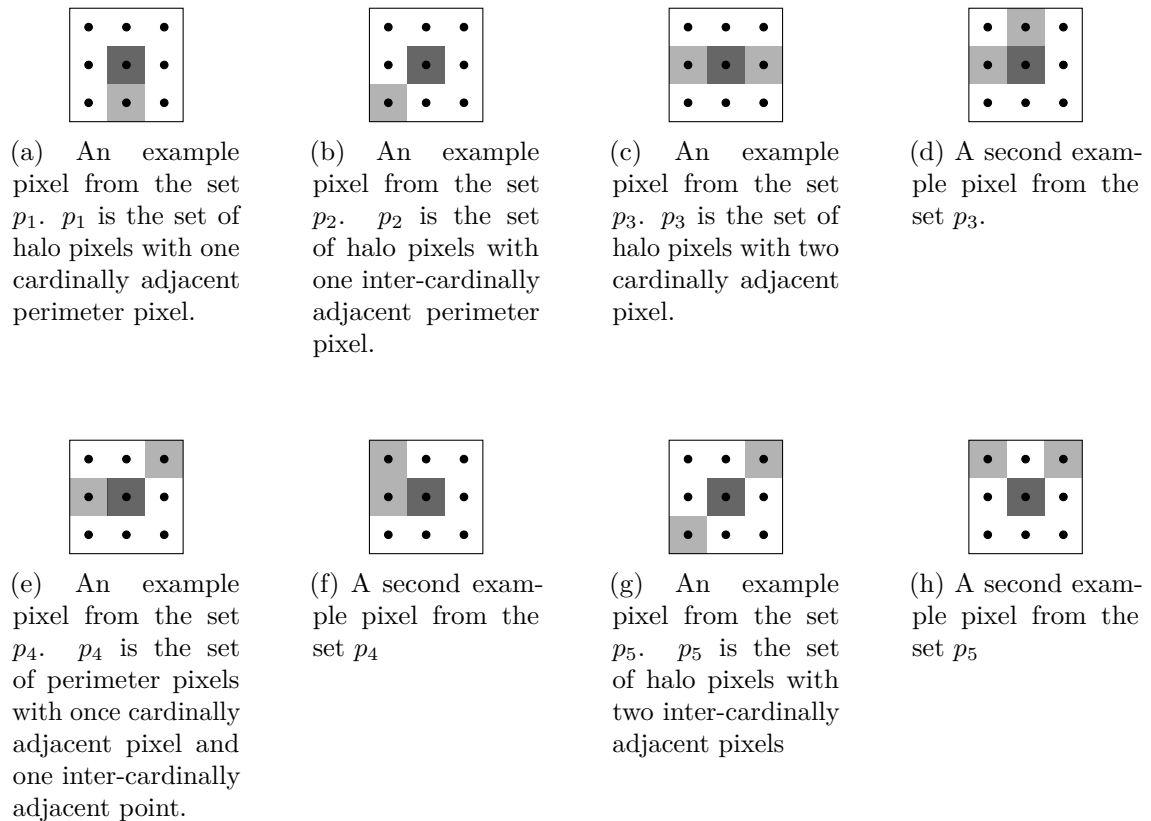 (a) An example
pixel from the set
p₁. p₁ is the set of
halo pixels with one
cardinally adjacent
perimeter pixel.
(b) An example
pixel from the set
p₂. p₂ is the set
of halo pixels with
one inter-cardinally
adjacent perimeter
pixel.
(c) An example
pixel from the set
p₃. p₃ is the set of
halo pixels with two
cardinally adjacent
pixel.
(d) A second exam-
ple pixel from the
set p₃.
(e) An example
pixel from the set
p₄. p₄ is the set
of perimeter pixels
with once cardinally
adjacent pixel and
one inter-cardinally
adjacent point.
(f) A second exam-
ple pixel from the
set p₄
(g) An example
pixel from the set
p₅. p₅ is the set
of halo pixels with
two inter-cardinally
adjacent pixels
(h) A second exam-
ple pixel from the
set p₅